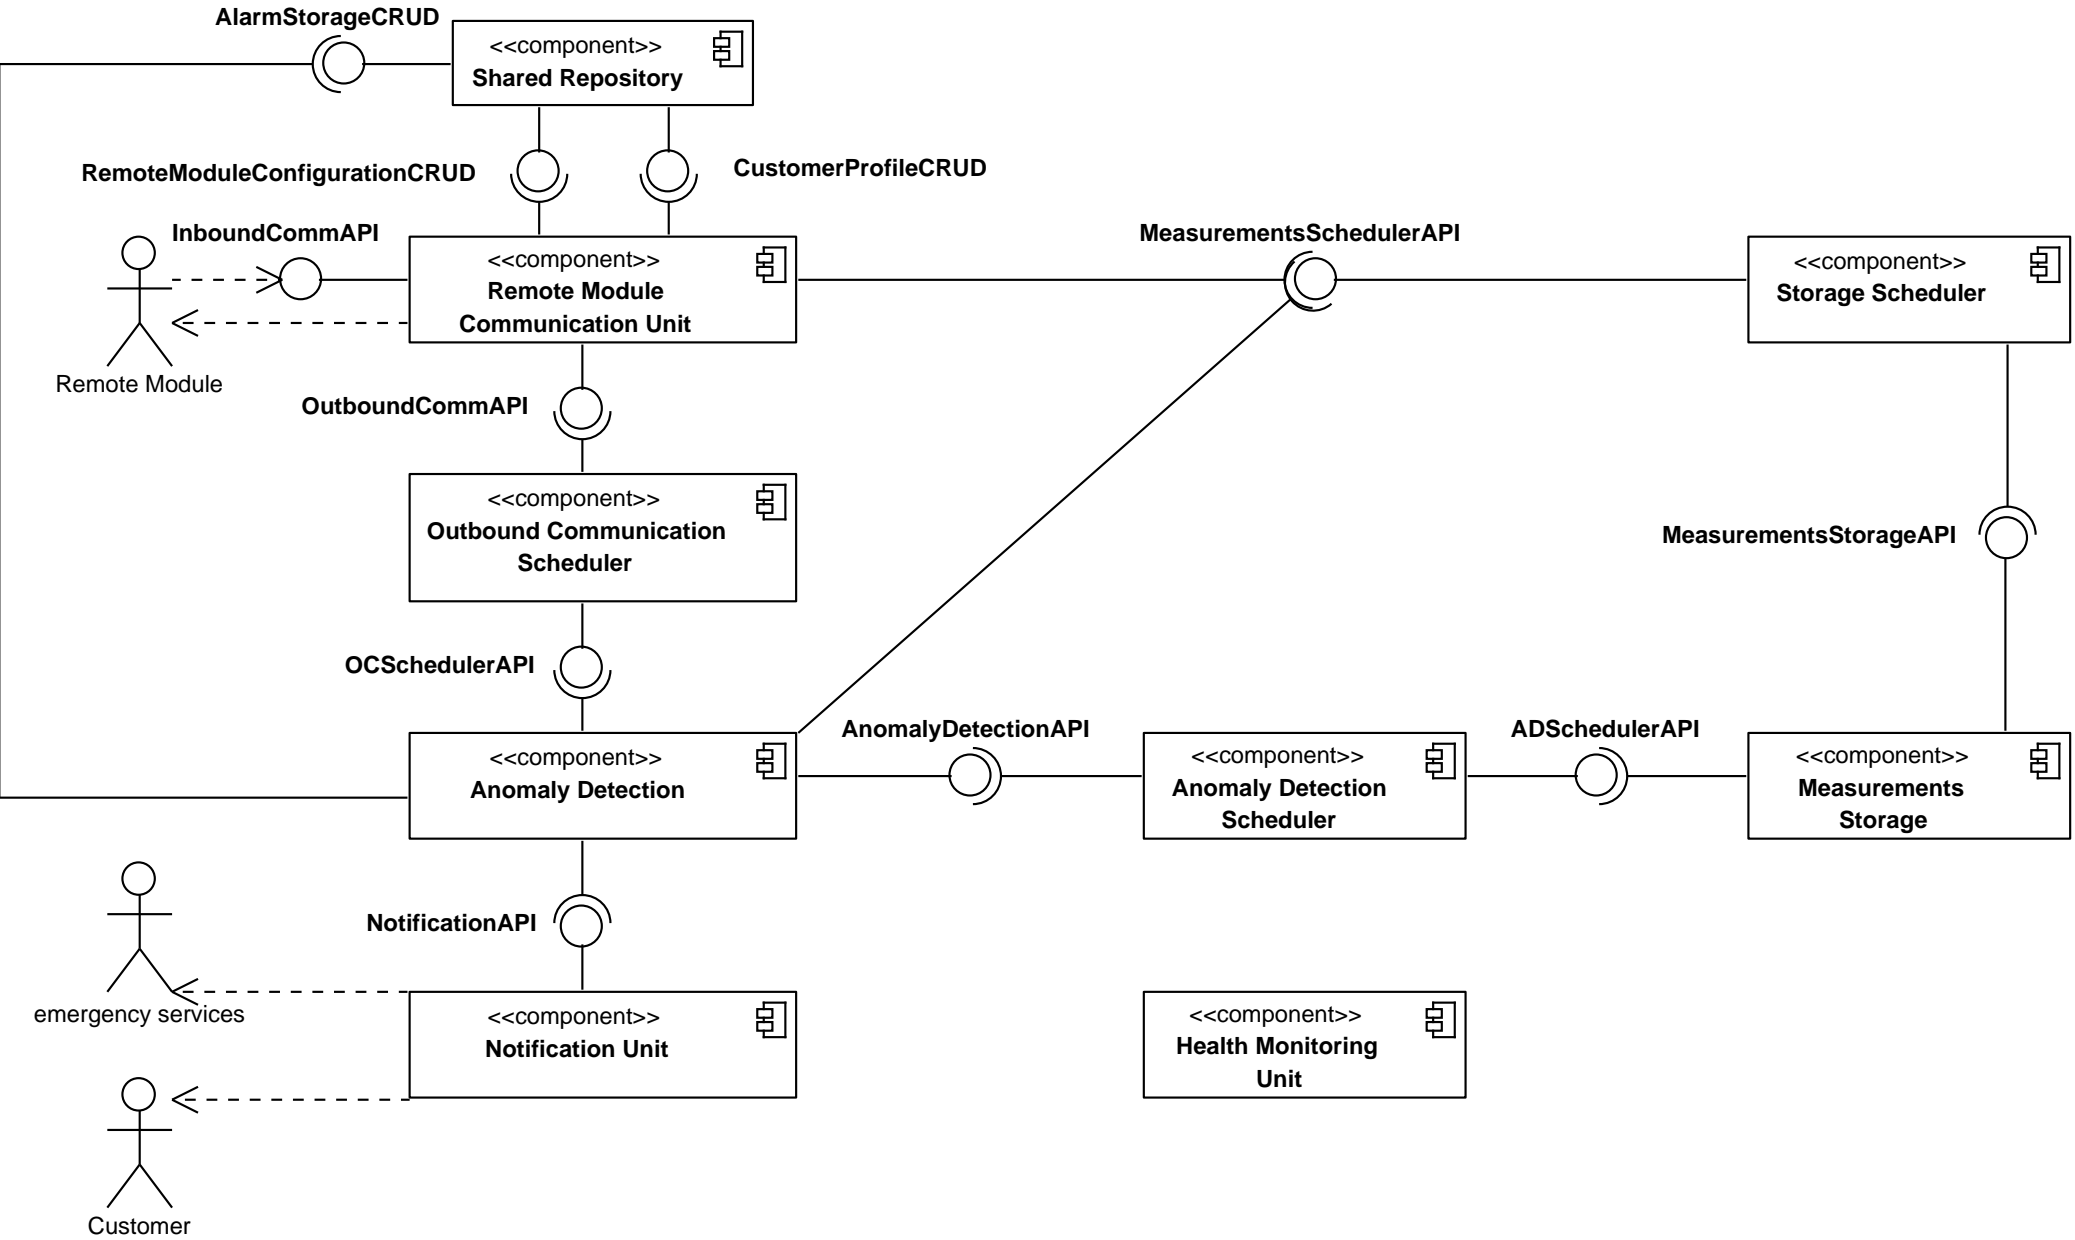 AlarmStorageCRUD
<<component>>
Shared Repository
RemoteModuleConfigurationCRUD
CustomerProfileCRUD
InboundCommAPI
MeasurementsSchedulerAPI
<<component>>
Remote Module
Communication Unit
<<component>>
Storage Scheduler
Remote Module
OutboundCommAPI
<<component>>
Outbound Communication
Scheduler
MeasurementsStorageAPI
OCSchedulerAPI
AnomalyDetectionAPI
ADSchedulerAPI
<<component>>
Anomaly Detection
<<component>>
Anomaly Detection
Scheduler
<<component>>
Measurements
Storage
NotificationAPI
emergency services
<<component>>
Notification Unit
<<component>>
Health Monitoring
Unit
Customer